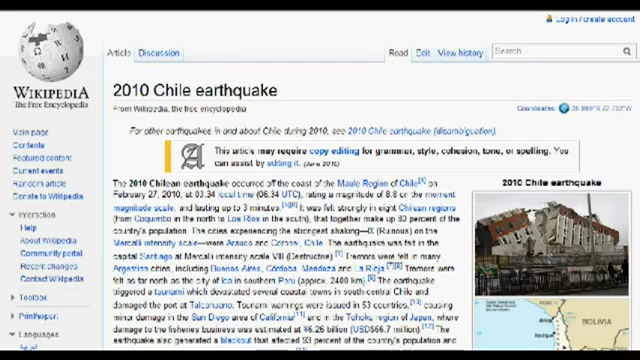 Log in / create account
WIKIPEDIA
The Free Encyclopedia
Article Discussion Read Edit View history Search
2010 Chile earthquake
From Wikipedia, the free encyclopedia
Coordinates:
For other earthquakes in and about Chile during 2010, see 2010 Chile earthquake (disambiguation).
This article may require copy editing for grammar, style, cohesion, tone, or spelling. You
can assist by editing it. (June 2010)
Main page
Contents
Featured content
Current events
Random article
Donate to Wikipedia
Interaction
Help
About Wikipedia
Community portal
Recent changes
Contact Wikipedia
Toolbox
Print/export
Languages
The 2010 Chilean earthquake occurred off the coast of the Maule Region of Chile[4] on
February 27, 2010, at 03:34 local time (06:34 UTC), rating a magnitude of 8.8 on the moment
magnitude scale, and lasting up to 3 minutes. It was felt strongly in eight Chilean regions
(from Coquimbo in the north to Los Ríos in the south), that together make up 80 percent of the
country's population. The cities experiencing the strongest shaking—IX (Ruinous) on the
Mercalli intensity scale—were Arauco and Coronel, Chile. The earthquake was felt in the
capital Santiago at Mercalli intensity scale VIII (Destructive). Tremors were felt in many
Argentine cities, including Buenos Aires, Córdoba, Mendoza and La Rioja. Tremors were
felt as far north as the city of Ica in southern Peru (approx. 2400 km). The earthquake
triggered a tsunami which devastated several coastal towns in south-central Chile and
damaged the port at Talcahuano. Tsunami warnings were issued in 53 countries, causing
minor damage in the San Diego area of California[11] and in the Tohoku region of Japan, where
damage to the fisheries business was estimated at ¥6.26 billion (USD$66.7 million).[12] The
earthquake also generated a blackout that affected 93 percent of the country's population and
2010 Chile earthquake
Iquique
BOLIVIA